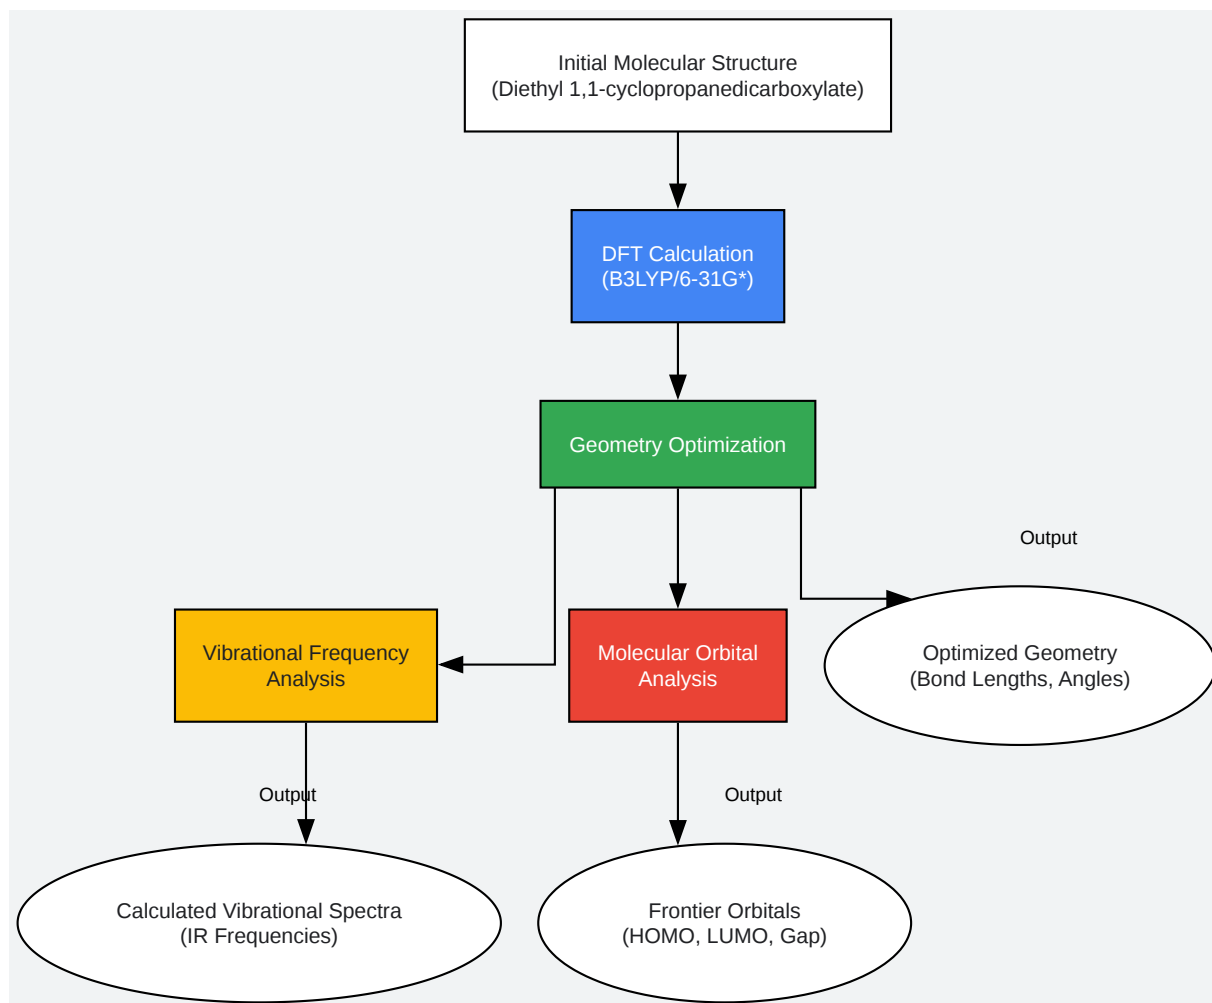 Initial Molecular Structure
(Diethyl 1,1-cyclopropanedicarboxylate)
DFT Calculation
(B3LYP/6-31G*)
Geometry Optimization
Output
Vibrational Frequency
Analysis
Molecular Orbital
Analysis
Optimized Geometry
(Bond Lengths, Angles)
Output
Output
Calculated Vibrational Spectra
(IR Frequencies)
Frontier Orbitals
(HOMO, LUMO, Gap)